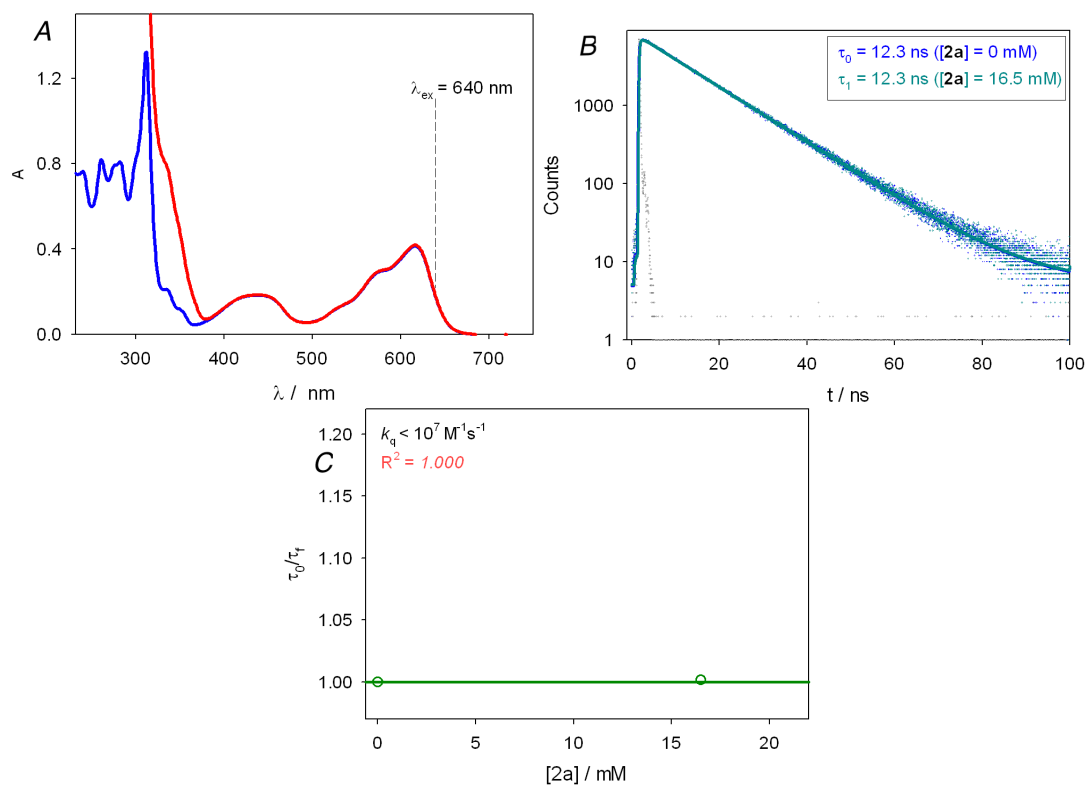 A
1.2
0.8
0.4
0.0
A
λex = 640 nm
300
400
500
600
700
λ / nm
B
τ0 = 12.3 ns ([2a] = 0 mM)
τ1 = 12.3 ns ([2a] = 16.5 mM)
1000
100
10
1
Counts
0
20
40
60
80
100
t / ns
C
kq < 10⁷ M⁻¹s⁻¹
R² = 1.000
1.20
1.15
1.10
1.05
1.00
τ0/τf
0
5
10
15
20
[2a] / mM